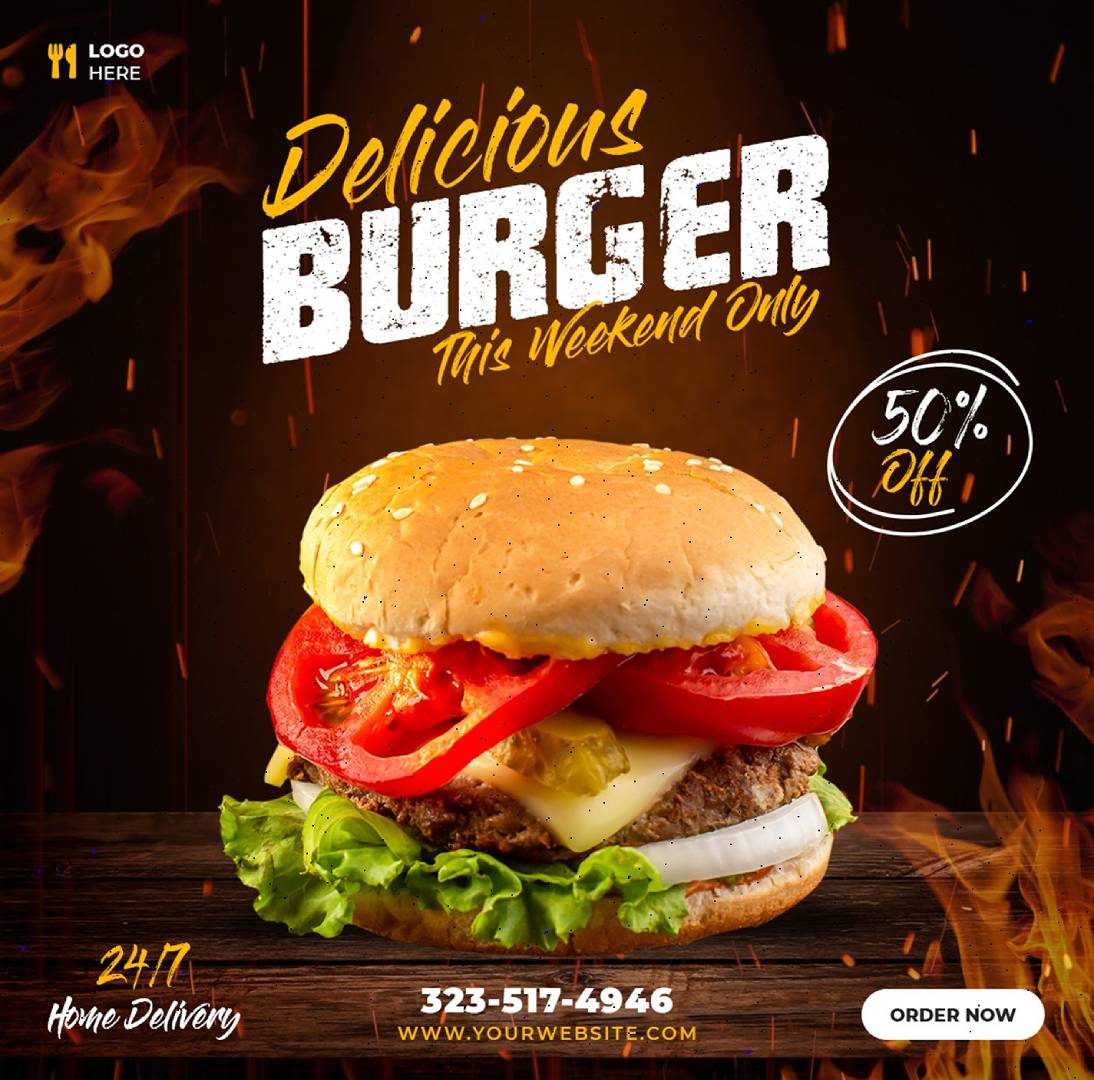 LOGO
HERE
Delicious
BURGER
This Weekend Only
50%
Off
24/7
Home Delivery
323-517-4946
WWW.YOURWEBSITE.COM
ORDER NOW